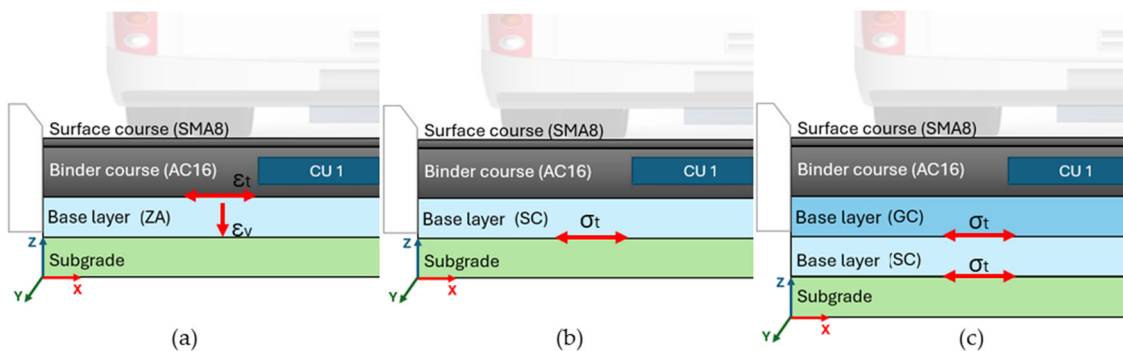 Surface course (SMA8)
Binder course (AC16)
CU 1
εt
Base layer (ZA)
εv
Subgrade
Z
X
Y
(a)
Surface course (SMA8)
Binder course (AC16)
CU 1
Base layer (SC)
σt
Subgrade
Z
X
Y
(b)
Surface course (SMA8)
Binder course (AC16)
CU 1
Base layer (GC)
σt
Base layer (SC)
σt
Subgrade
Z
X
Y
(c)